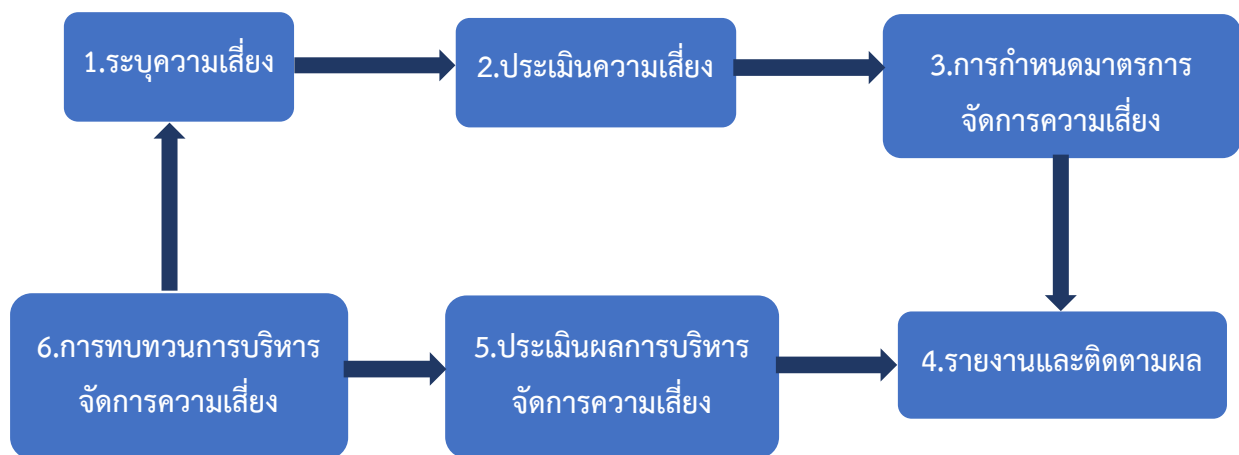 1.ระบุความเสี่ยง
2.ประเมินความเสี่ยง
3.การกำหนดมาตรการ
จัดการความเสี่ยง
6.การทบทวนการบริหาร
จัดการความเสี่ยง
5.ประเมินผลการบริหาร
จัดการความเสี่ยง
4.รายงานและติดตามผล